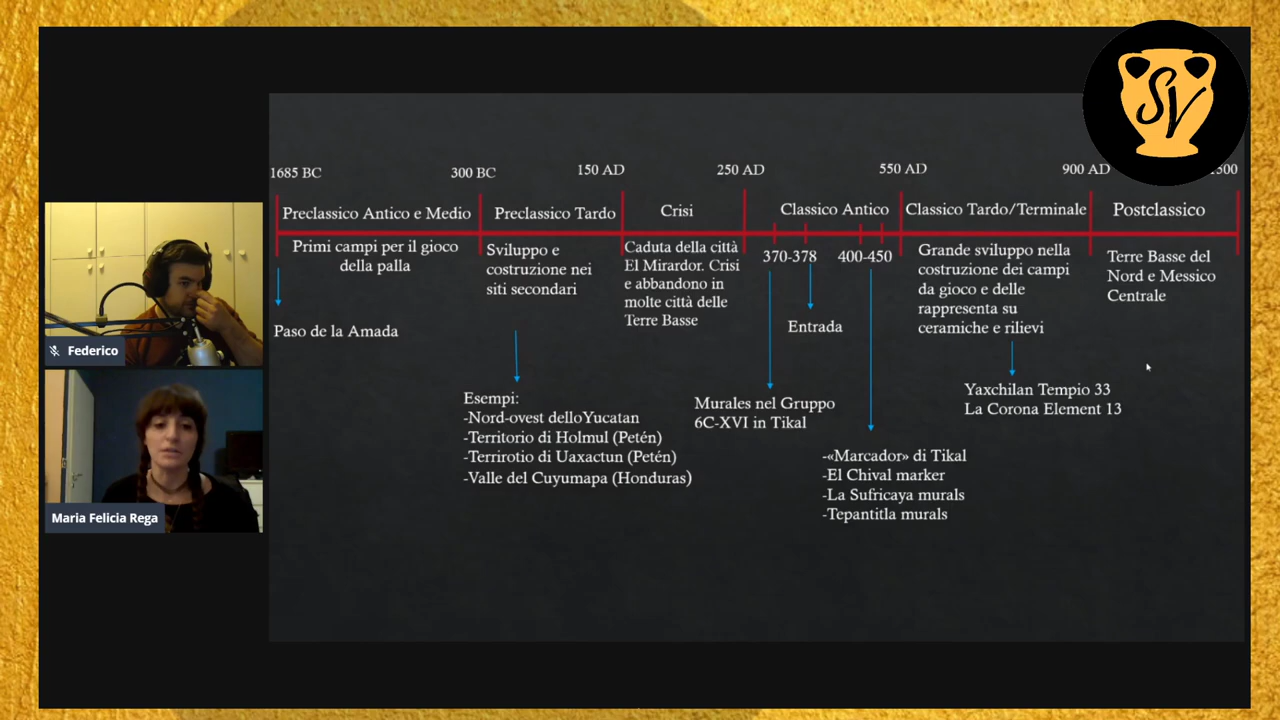 SV
1685 BC
300 BC
150 AD
250 AD
550 AD
900 AD
500
Preclassico Antico e Medio
Preclassico Tardo
Crisi
Classico Antico
Classico Tardo/Terminale
Postclassico
Primi campi per il gioco
della palla
Paso de la Amada
Sviluppo e
costruzione nei
siti secondari
Esempi:
-Nord-ovest delloYucatan
-Territorio di Holmul (Petén)
-Terrirotio di Uaxactun (Petén)
-Valle del Cuyumapa (Honduras)
Caduta della città
El Mirardor. Crisi
e abbandono in
molte città delle
Terre Basse
370-378
400-450
Entrada
Murales nel Gruppo
6C-XVI in Tikal
-«Marcador» di Tikal
-El Chival marker
-La Sufricaya murals
-Tepantitla murals
Grande sviluppo nella
costruzione dei campi
da gioco e delle
rappresenta su
ceramiche e rilievi
Yaxchilan Tempio 33
La Corona Element 13
Terre Basse del
Nord e Messico
Centrale
Federico
Maria Felicia Rega